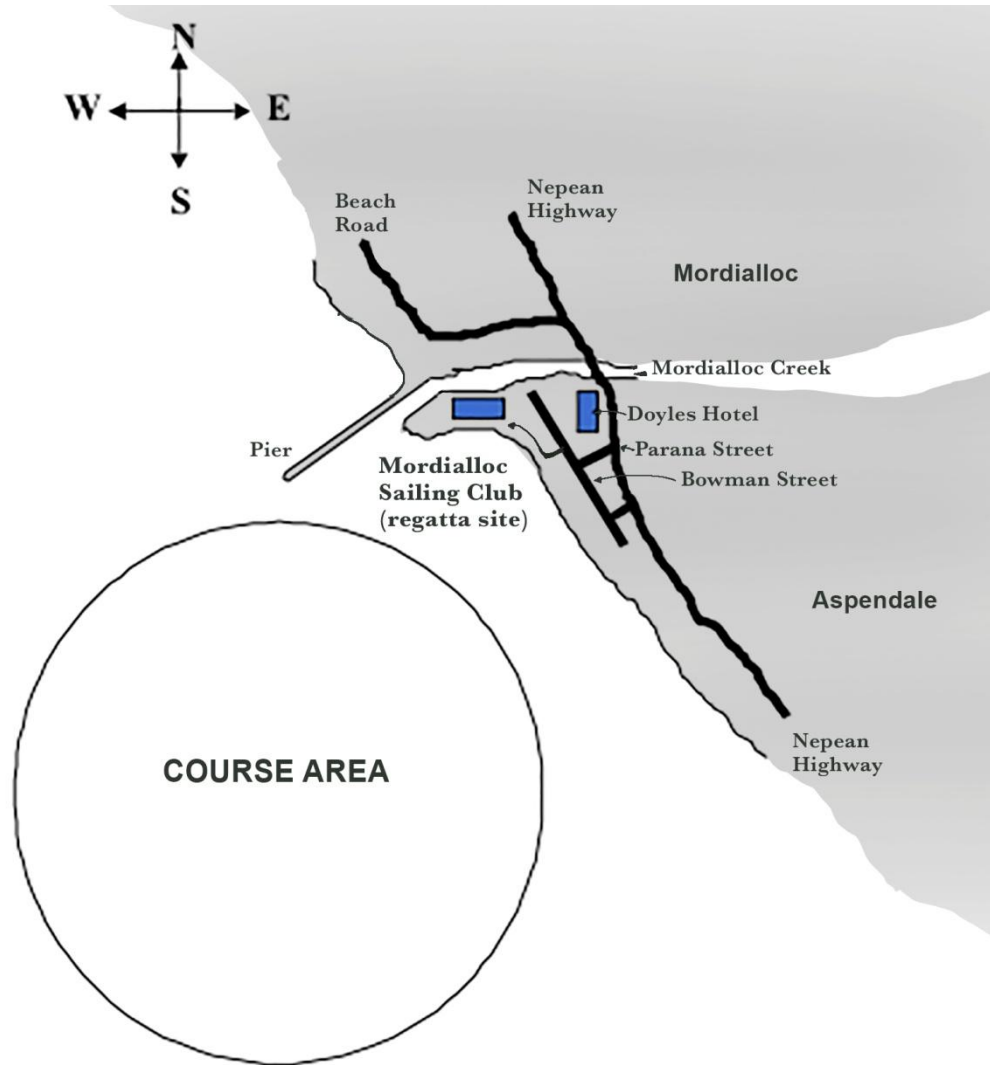 N
W E
S
Beach
Road
Nepean
Highway
Mordialloc
Mordialloc Creek
Doyles Hotel
Pier
Parana Street
Mordialloc
Sailing Club
(regatta site)
Bowman Street
Aspendale
COURSE AREA
Nepean
Highway